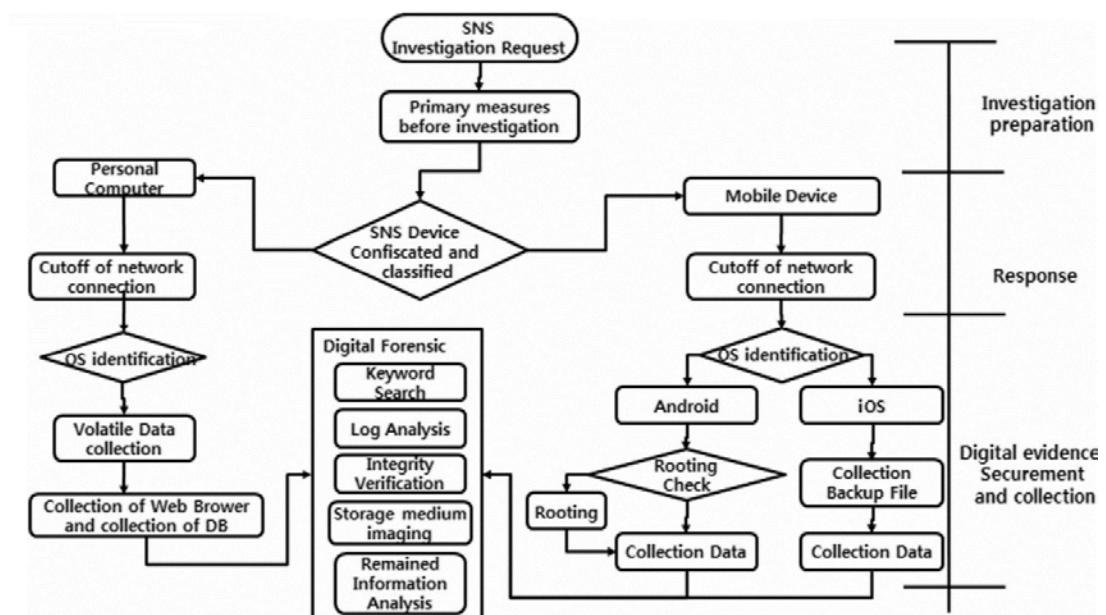 SNS
Investigation Request
Primary measures
before investigation
Investigation
preparation
Personal
Computer
Mobile Device
SNS Device
Confiscated and
classified
Cutoff of network
connection
Cutoff of network
connection
Response
OS identification
OS identification
Digital Forensic
Keyword
Search
Log Analysis
Integrity
Verification
Storage medium
imaging
Remained
Information
Analysis
Volatile Data
collection
Collection of Web Brower
and collection of DB
Android
iOS
Rooting
Check
Rooting
Collection Data
Collection
Backup File
Collection Data
Digital evidence
Securement
and collection